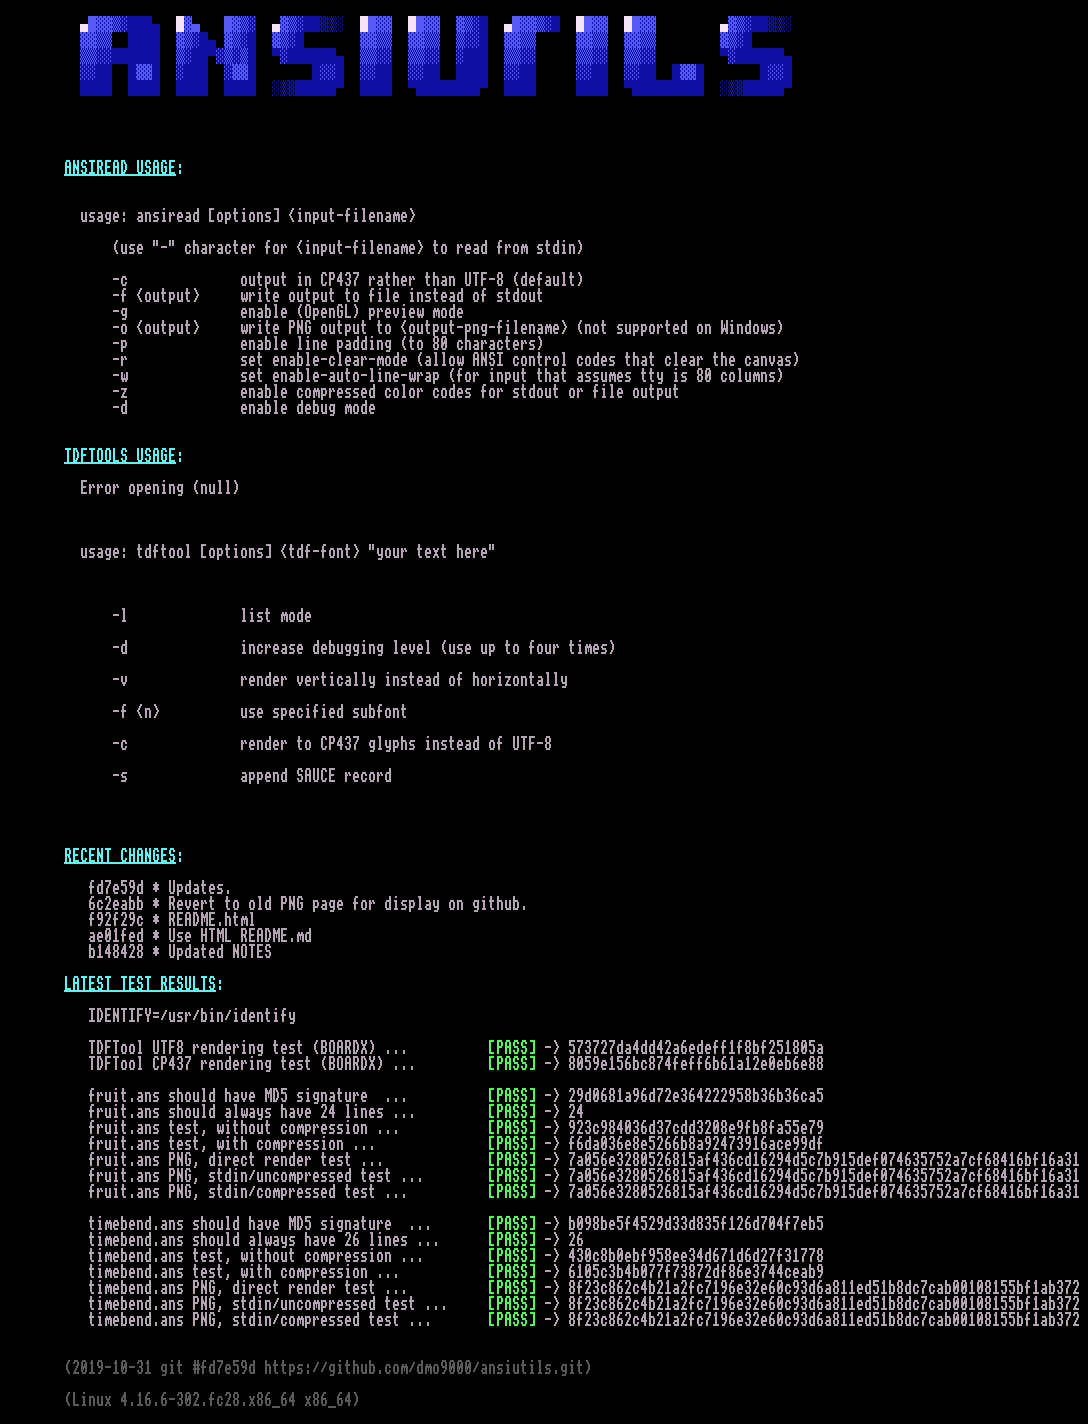 ANSIUTILS
ANSIREAD USAGE:
usage: ansiread [options] <input-filename>
(use "-" character for <input-filename> to read from stdin)
-c output in CP437 rather than UTF-8 (default)
-f <output> write output to file instead of stdout
-g enable (OpenGL) preview mode
-o <output> write PNG output to <output-png-filename> (not supported on Windows)
-p enable line padding (to 80 characters)
-r set enable-clear-mode (allow ANSI control codes that clear the canvas)
-w set enable-auto-line-wrap (for input that assumes tty is 80 columns)
-z enable compressed color codes for stdout or file output
-d enable debug mode
TDFTOOLS USAGE:
Error opening (null)
usage: tdftool [options] <tdf-font> "your text here"
-l list mode
-d increase debugging level (use up to four times)
-v render vertically instead of horizontally
-f <n> use specified subfont
-c render to CP437 glyphs instead of UTF-8
-s append SAUCE record
RECENT CHANGES:
fd7e59d * Updates.
6c2eabb * Revert to old PNG page for display on github.
f92f29c * README.html
ae01fed * Use HTML README.md
b148428 * Updated NOTES
LATEST TEST RESULTS:
IDENTIFY=/usr/bin/identify
TDFTool UTF8 rendering test (BOARDX) ... [PASS] -> 573727da4dd42a6edeff1f8bf251805a
TDFTool CP437 rendering test (BOARDX) ... [PASS] -> 8059e156bc874feff6b61a12e0eb6e88
fruit.ans should have MD5 signature ... [PASS] -> 29d0681a96d72e364222958b36b36ca5
fruit.ans should always have 24 lines ... [PASS] -> 24
fruit.ans test, without compression ... [PASS] -> 923c984036d37cdd3208e9fb8fa55e79
fruit.ans test, with compression ... [PASS] -> f6da036e8e5266b8a92473916ace99df
fruit.ans PNG, direct render test ... [PASS] -> 7a056e3280526815af436cd16294d5c7b915def074635752a7cf68416bf16a31
fruit.ans PNG, stdin/uncompressed test ... [PASS] -> 7a056e3280526815af436cd16294d5c7b915def074635752a7cf68416bf16a31
fruit.ans PNG, stdin/compressed test ... [PASS] -> 7a056e3280526815af436cd16294d5c7b915def074635752a7cf68416bf16a31
timebend.ans should have MD5 signature ... [PASS] -> b098be5f4529d33d835f126d704f7eb5
timebend.ans should always have 26 lines ... [PASS] -> 26
timebend.ans test, without compression ... [PASS] -> 430c8b0ebf958ee34d671d6d27f31778
timebend.ans test, with compression ... [PASS] -> 6105c3b4b077f73872df86e3744ceab9
timebend.ans PNG, direct render test ... [PASS] -> 8f23c862c4b21a2fc7196e32e60c93d6a811ed51b8dc7cab00108155bf1ab372
timebend.ans PNG, stdin/uncompressed test ... [PASS] -> 8f23c862c4b21a2fc7196e32e60c93d6a811ed51b8dc7cab00108155bf1ab372
timebend.ans PNG, stdin/compressed test ... [PASS] -> 8f23c862c4b21a2fc7196e32e60c93d6a811ed51b8dc7cab00108155bf1ab372
(2019-10-31 git #fd7e59d https://github.com/dmo9000/ansiutils.git)
(Linux 4.16.6-302.fc28.x86_64 x86_64)